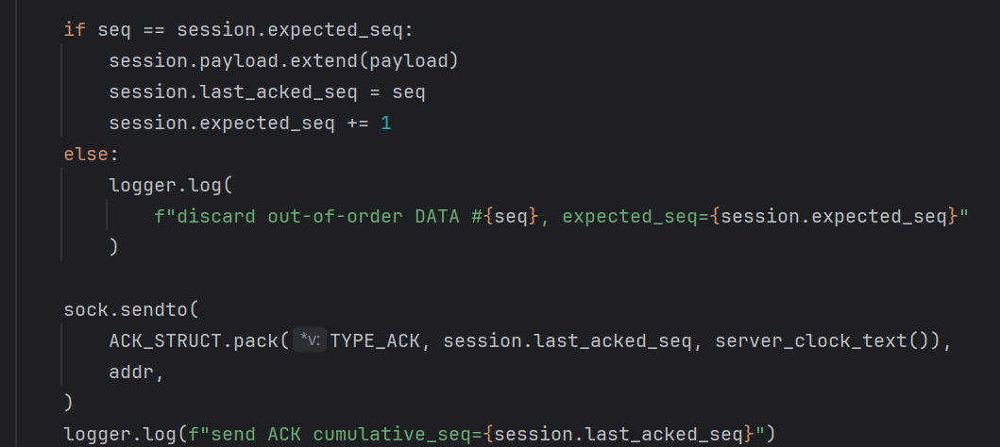 if seq == session.expected_seq:
    session.payload.extend(payload)
    session.last_acked_seq = seq
    session.expected_seq += 1
else:
    logger.log(
        f"discard out-of-order DATA #{seq}, expected_seq={session.expected_seq}"
    )
sock.sendto(
    ACK_STRUCT.pack( *v: TYPE_ACK, session.last_acked_seq, server_clock_text()),
    addr,
)
logger.log(f"send ACK cumulative_seq={session.last_acked_seq}")